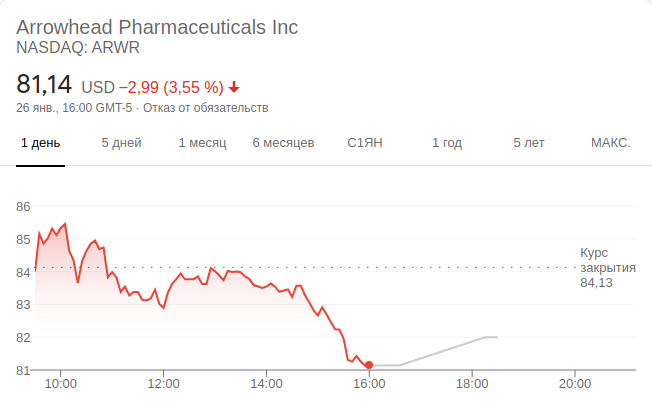 Arrowhead Pharmaceuticals Inc
NASDAQ: ARWR
81,14 USD −2,99 (3,55 %)
26 янв., 16:00 GMT-5 · Отказ от обязательств
1 день 5 дней 1 месяц 6 месяцев С1ЯН 1 год 5 лет МАКС.
86
85
84
83
82
81
Курс
закрытия
84,13
10:00 12:00 14:00 16:00 18:00 20:00